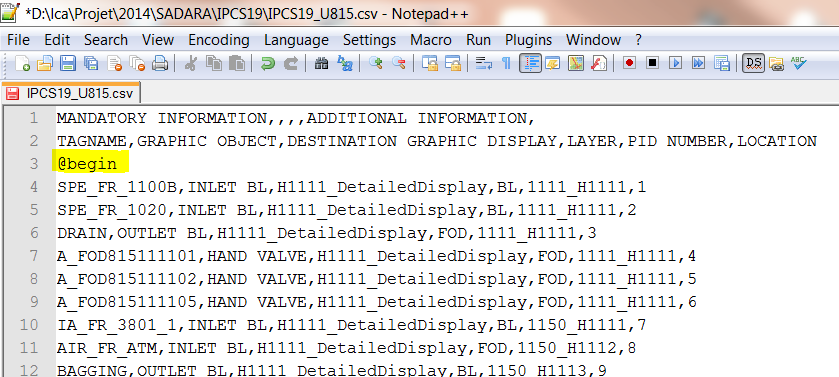 *D:\Ica\Projet\2014\SADARA\IPCS19\IPCS19_U815.csv - Notepad++
File Edit Search View Encoding Language Settings Macro Run Plugins Window ?
IPCS19_U815.csv
1 MANDATORY INFORMATION,,,,ADDITIONAL INFORMATION,
2 TAGNAME,GRAPHIC OBJECT,DESTINATION GRAPHIC DISPLAY,LAYER,PID NUMBER,LOCATION
3 @begin
4 SPE_FR_1100B,INLET BL,H1111_DetailedDisplay,BL,1111_H1111,1
5 SPE_FR_1020,INLET BL,H1111_DetailedDisplay,BL,1111_H1111,2
6 DRAIN,OUTLET BL,H1111_DetailedDisplay,FOD,1111_H1111,3
7 A_FOD815111101,HAND VALVE,H1111_DetailedDisplay,FOD,1111_H1111,4
8 A_FOD815111102,HAND VALVE,H1111_DetailedDisplay,FOD,1111_H1111,5
9 A_FOD815111105,HAND VALVE,H1111_DetailedDisplay,FOD,1111_H1111,6
10 IA_FR_3801_1,INLET BL,H1111_DetailedDisplay,BL,1150_H1111,7
11 AIR_FR_ATM,INLET BL,H1111_DetailedDisplay,FOD,1150_H1112,8
12 BAGGING,OUTLET BL,H1111_DetailedDisplay,BL,1150_H1113,9